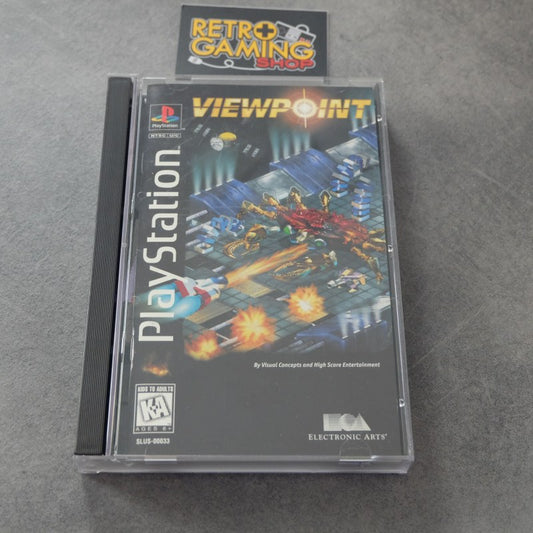 RETRO
GAMING
SHOP
VIEWPOINT
PlayStation
NTSC U/C
PlayStation
By Visual Concepts and High Score Entertainment
KIDS TO ADULTS
K-A
AGES 6+
SLUS-00033
ELECTRONIC ARTS®